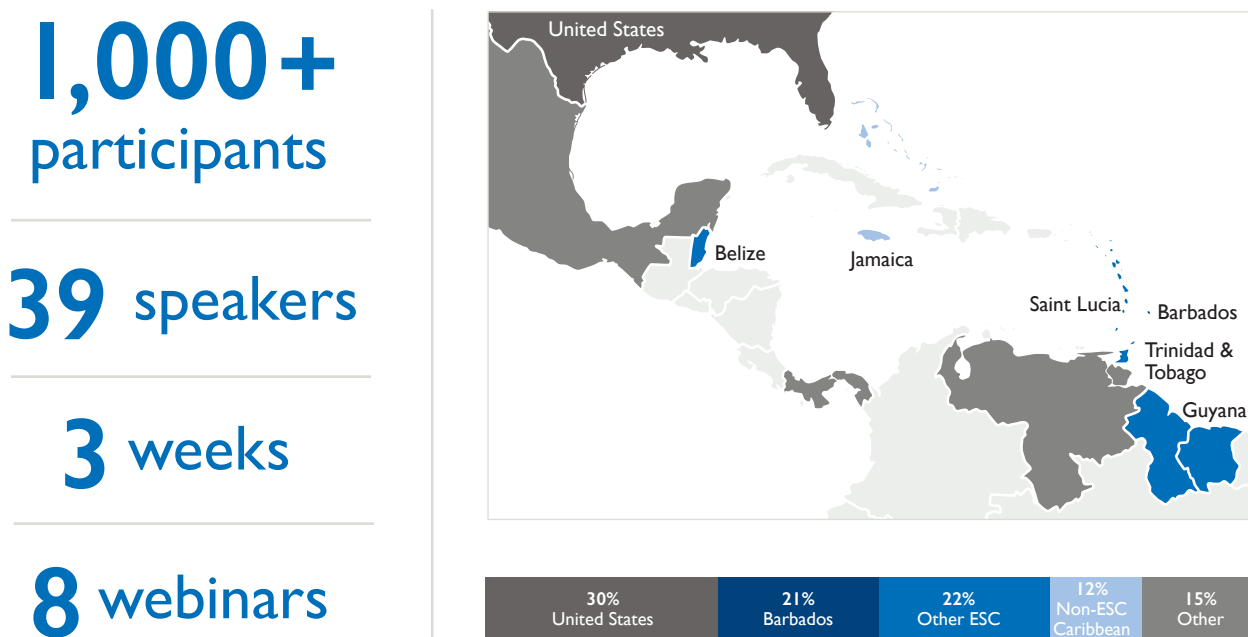 1,000+
participants
39 speakers
3 weeks
8 webinars
United States
Belize
Jamaica
Saint Lucia
Barbados
Trinidad &
Tobago
Guyana
30%
United States
21%
Barbados
22%
Other ESC
12%
Non-ESC
Caribbean
15%
Other